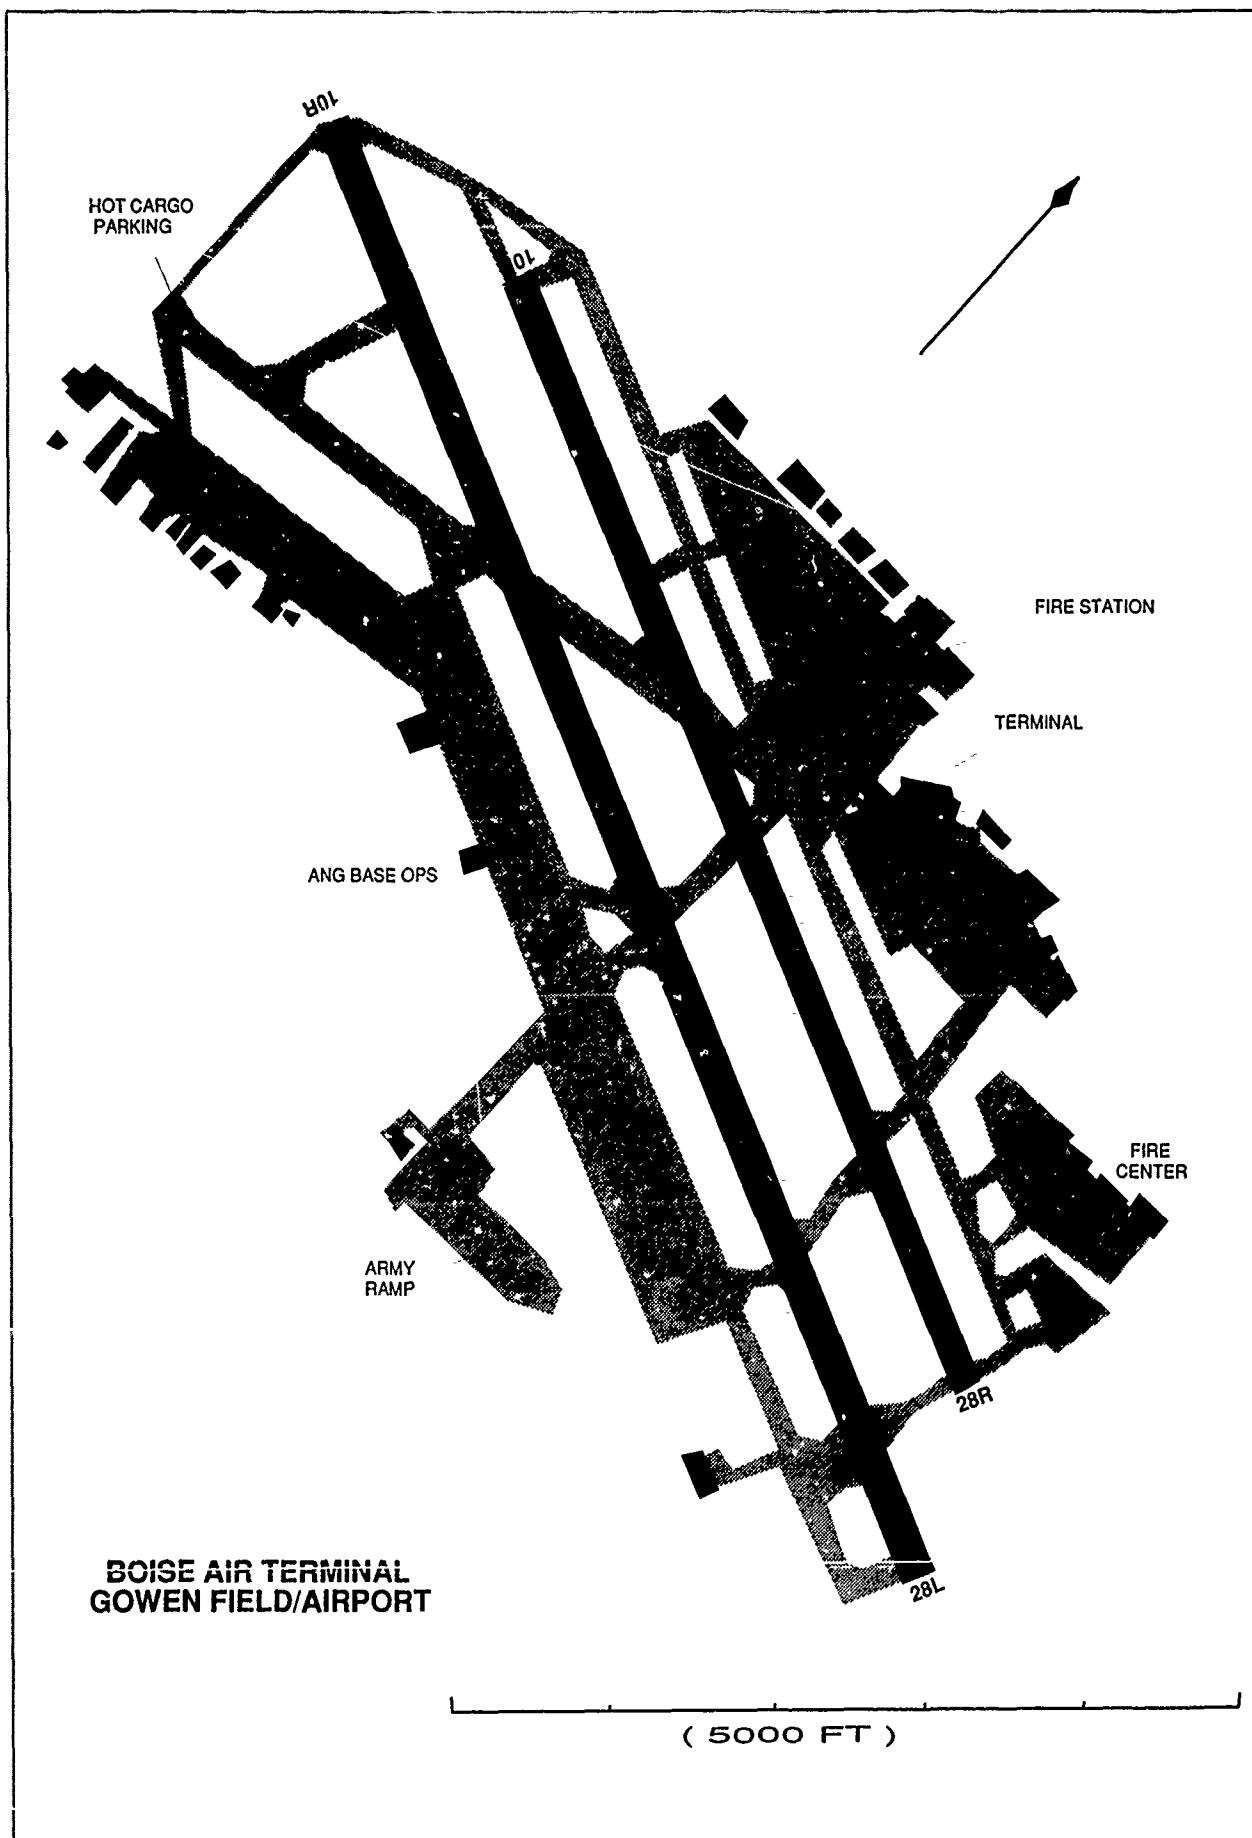 10R
HOT CARGO
PARKING
10
FIRE STATION
TERMINAL
ANG BASE OPS
FIRE
CENTER
ARMY
RAMP
28R
28L
BOISE AIR TERMINAL
GOWEN FIELD/AIRPORT
( 5000 FT )